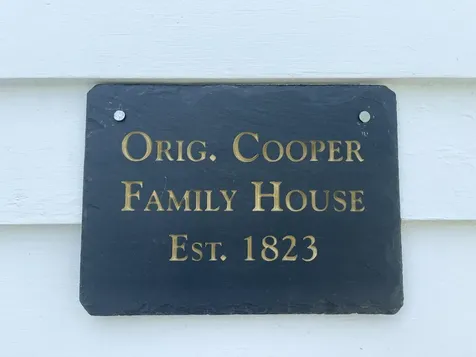 Orig. Cooper
Family House
Est. 1823